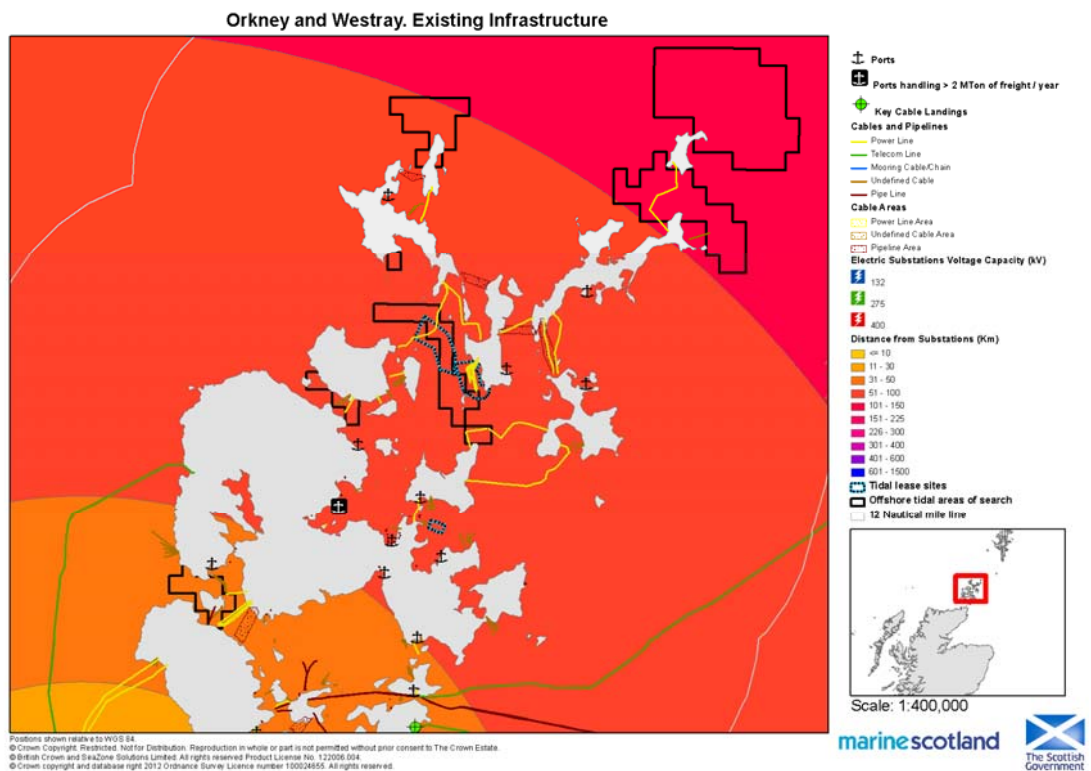 Orkney and Westray. Existing Infrastructure
Ports
Ports handling > 2 MTon of freight / year
Key Cable Landings
Cables and Pipelines
Power Line
Telecom Line
Mooring Cable/Chain
Undefined Cable
Pipe Line
Cable Areas
Power Line Area
Undefined Cable Area
Pipeline Area
Electric Substations Voltage Capacity (kV)
132
275
400
Distance from Substations (Km)
<= 10
11 - 30
31 - 50
51 - 100
101 - 150
151 - 225
226 - 300
301 - 400
401 - 600
601 - 1500
Tidal lease sites
Offshore tidal areas of search
12 Nautical mile line
Scale: 1:400,000
Positions shown relative to WGS 84.
© Crown Copyright. Restricted. Not for Distribution. Reproduction in whole or part is not permitted without prior consent to The Crown Estate.
© British Crown and SeaZone Solutions Limited. All rights reserved Product License No. 122006.004.
© Crown copyright and database right 2012 Ordnance Survey Licence number 100024655. All rights reserved.
marinescotland
The Scottish
Government